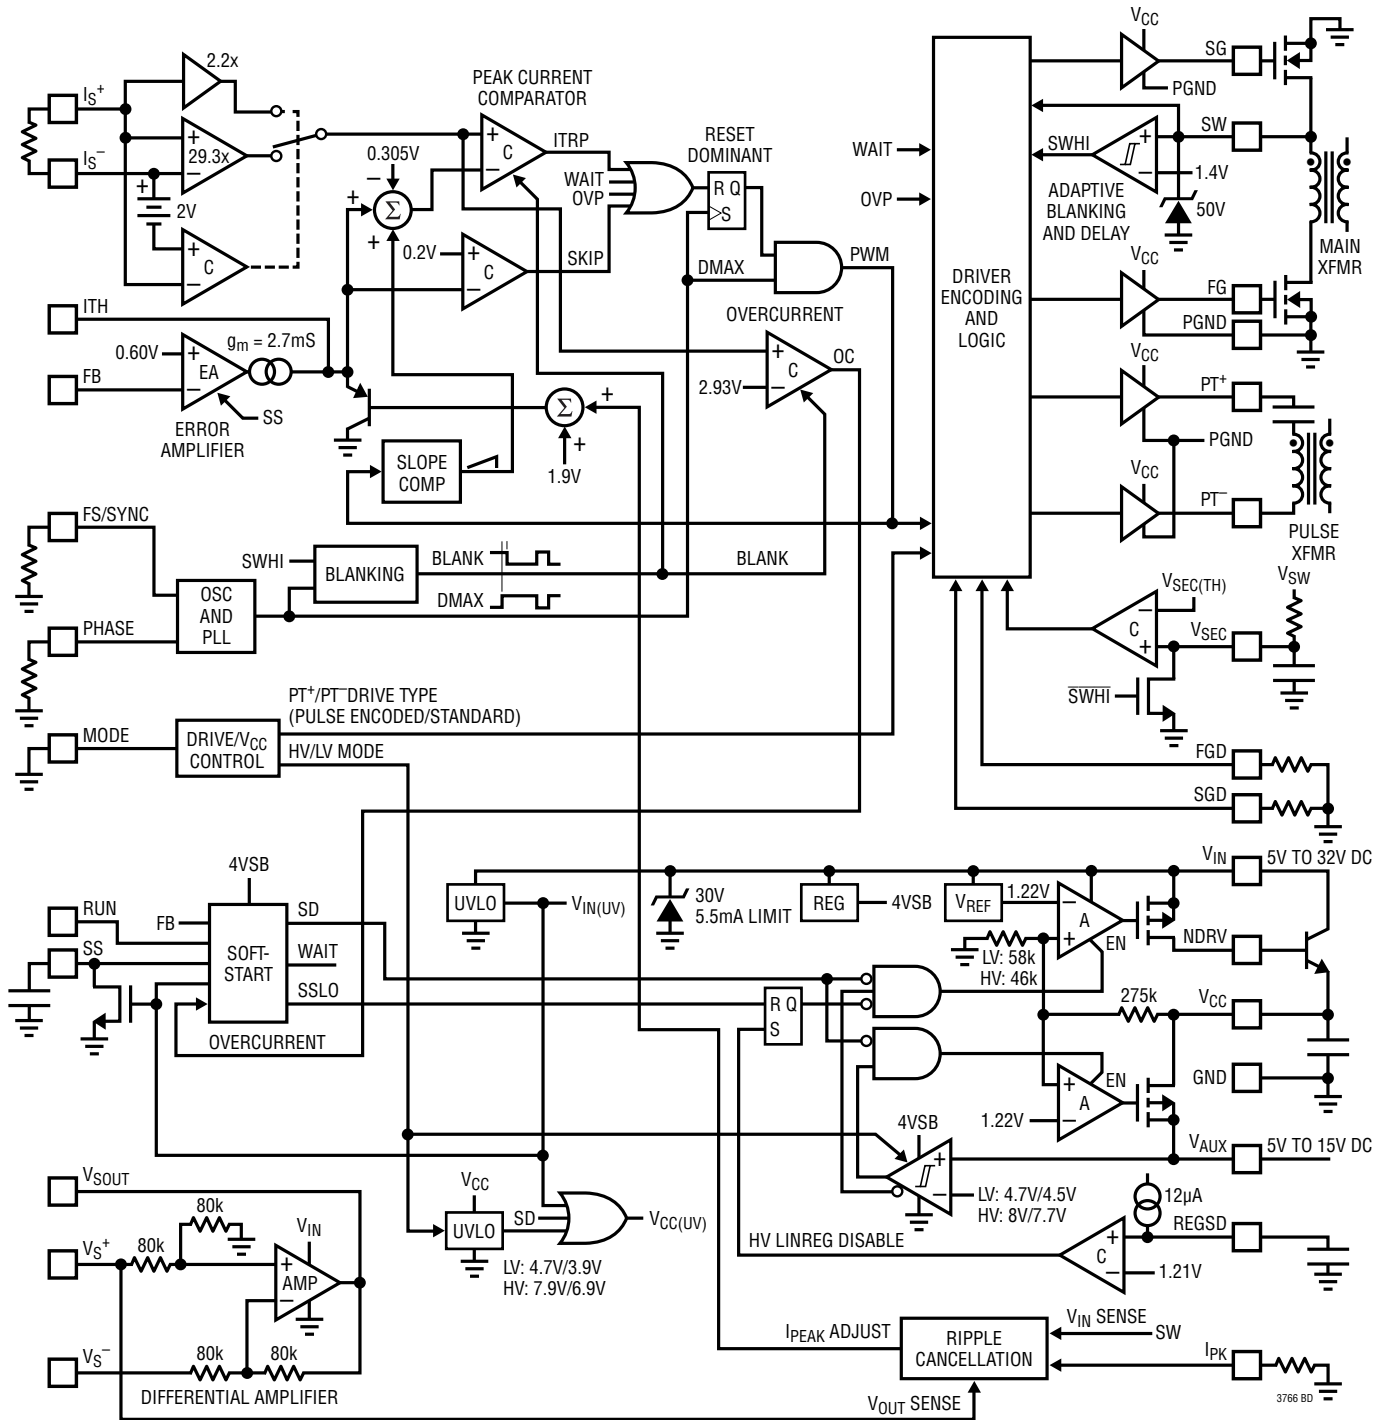 2.2x
PEAK CURRENT
COMPARATOR
VCC
SG
PGND
IS+
+
29.3x
−
IS−
+
2V
+
C
−
0.305V
−
+
Σ
+
+
C
−
ITRP
WAIT
OVP
RESET
DOMINANT
R Q
S
WAIT
OVP
SWHI
+
−
SW
1.4V
50V
ADAPTIVE
BLANKING
AND DELAY
MAIN
XFMR
0.2V
+
C
−
SKIP
DMAX
PWM
DRIVER
ENCODING
AND
LOGIC
VCC
FG
PGND
ITH
FB
0.60V
+
EA
−
gm = 2.7mS
SS
ERROR
AMPLIFIER
OVERCURRENT
+
C
−
2.93V
OC
VCC
PT+
PGND
VCC
PT−
PULSE
XFMR
Σ
+
+
1.9V
SLOPE
COMP
FS/SYNC
PHASE
OSC
AND
PLL
SWHI
BLANKING
BLANK
DMAX
BLANK
VSEC(TH)
−
C
+
VSEC
VSW
SWHI
MODE
DRIVE/VCC
CONTROL
PT+/PT− DRIVE TYPE
(PULSE ENCODED/STANDARD)
HV/LV MODE
FGD
SGD
4VSB
RUN
SS
FB
SOFT-
START
SD
WAIT
SSLO
OVERCURRENT
UVLO
VIN(UV)
30V
5.5mA LIMIT
REG
4VSB
VREF
1.22V
−
A
+
EN
LV: 58k
HV: 46k
VIN
5V TO 32V DC
NDRV
R Q
S
275k
VCC
GND
+
A
−
EN
1.22V
VAUX
5V TO 15V DC
4VSB
+
−
LV: 4.7V/4.5V
HV: 8V/7.7V
12µA
REGSD
+
C
−
1.21V
HV LINREG DISABLE
VSOUT
80k
VS+
80k
VIN
+
AMP
−
VS−
80k
80k
DIFFERENTIAL AMPLIFIER
VCC
UVLO
SD
VCC(UV)
LV: 4.7V/3.9V
HV: 7.9V/6.9V
IPEAK ADJUST
RIPPLE
CANCELLATION
VIN SENSE
SW
IPK
VOUT SENSE
3766 BD